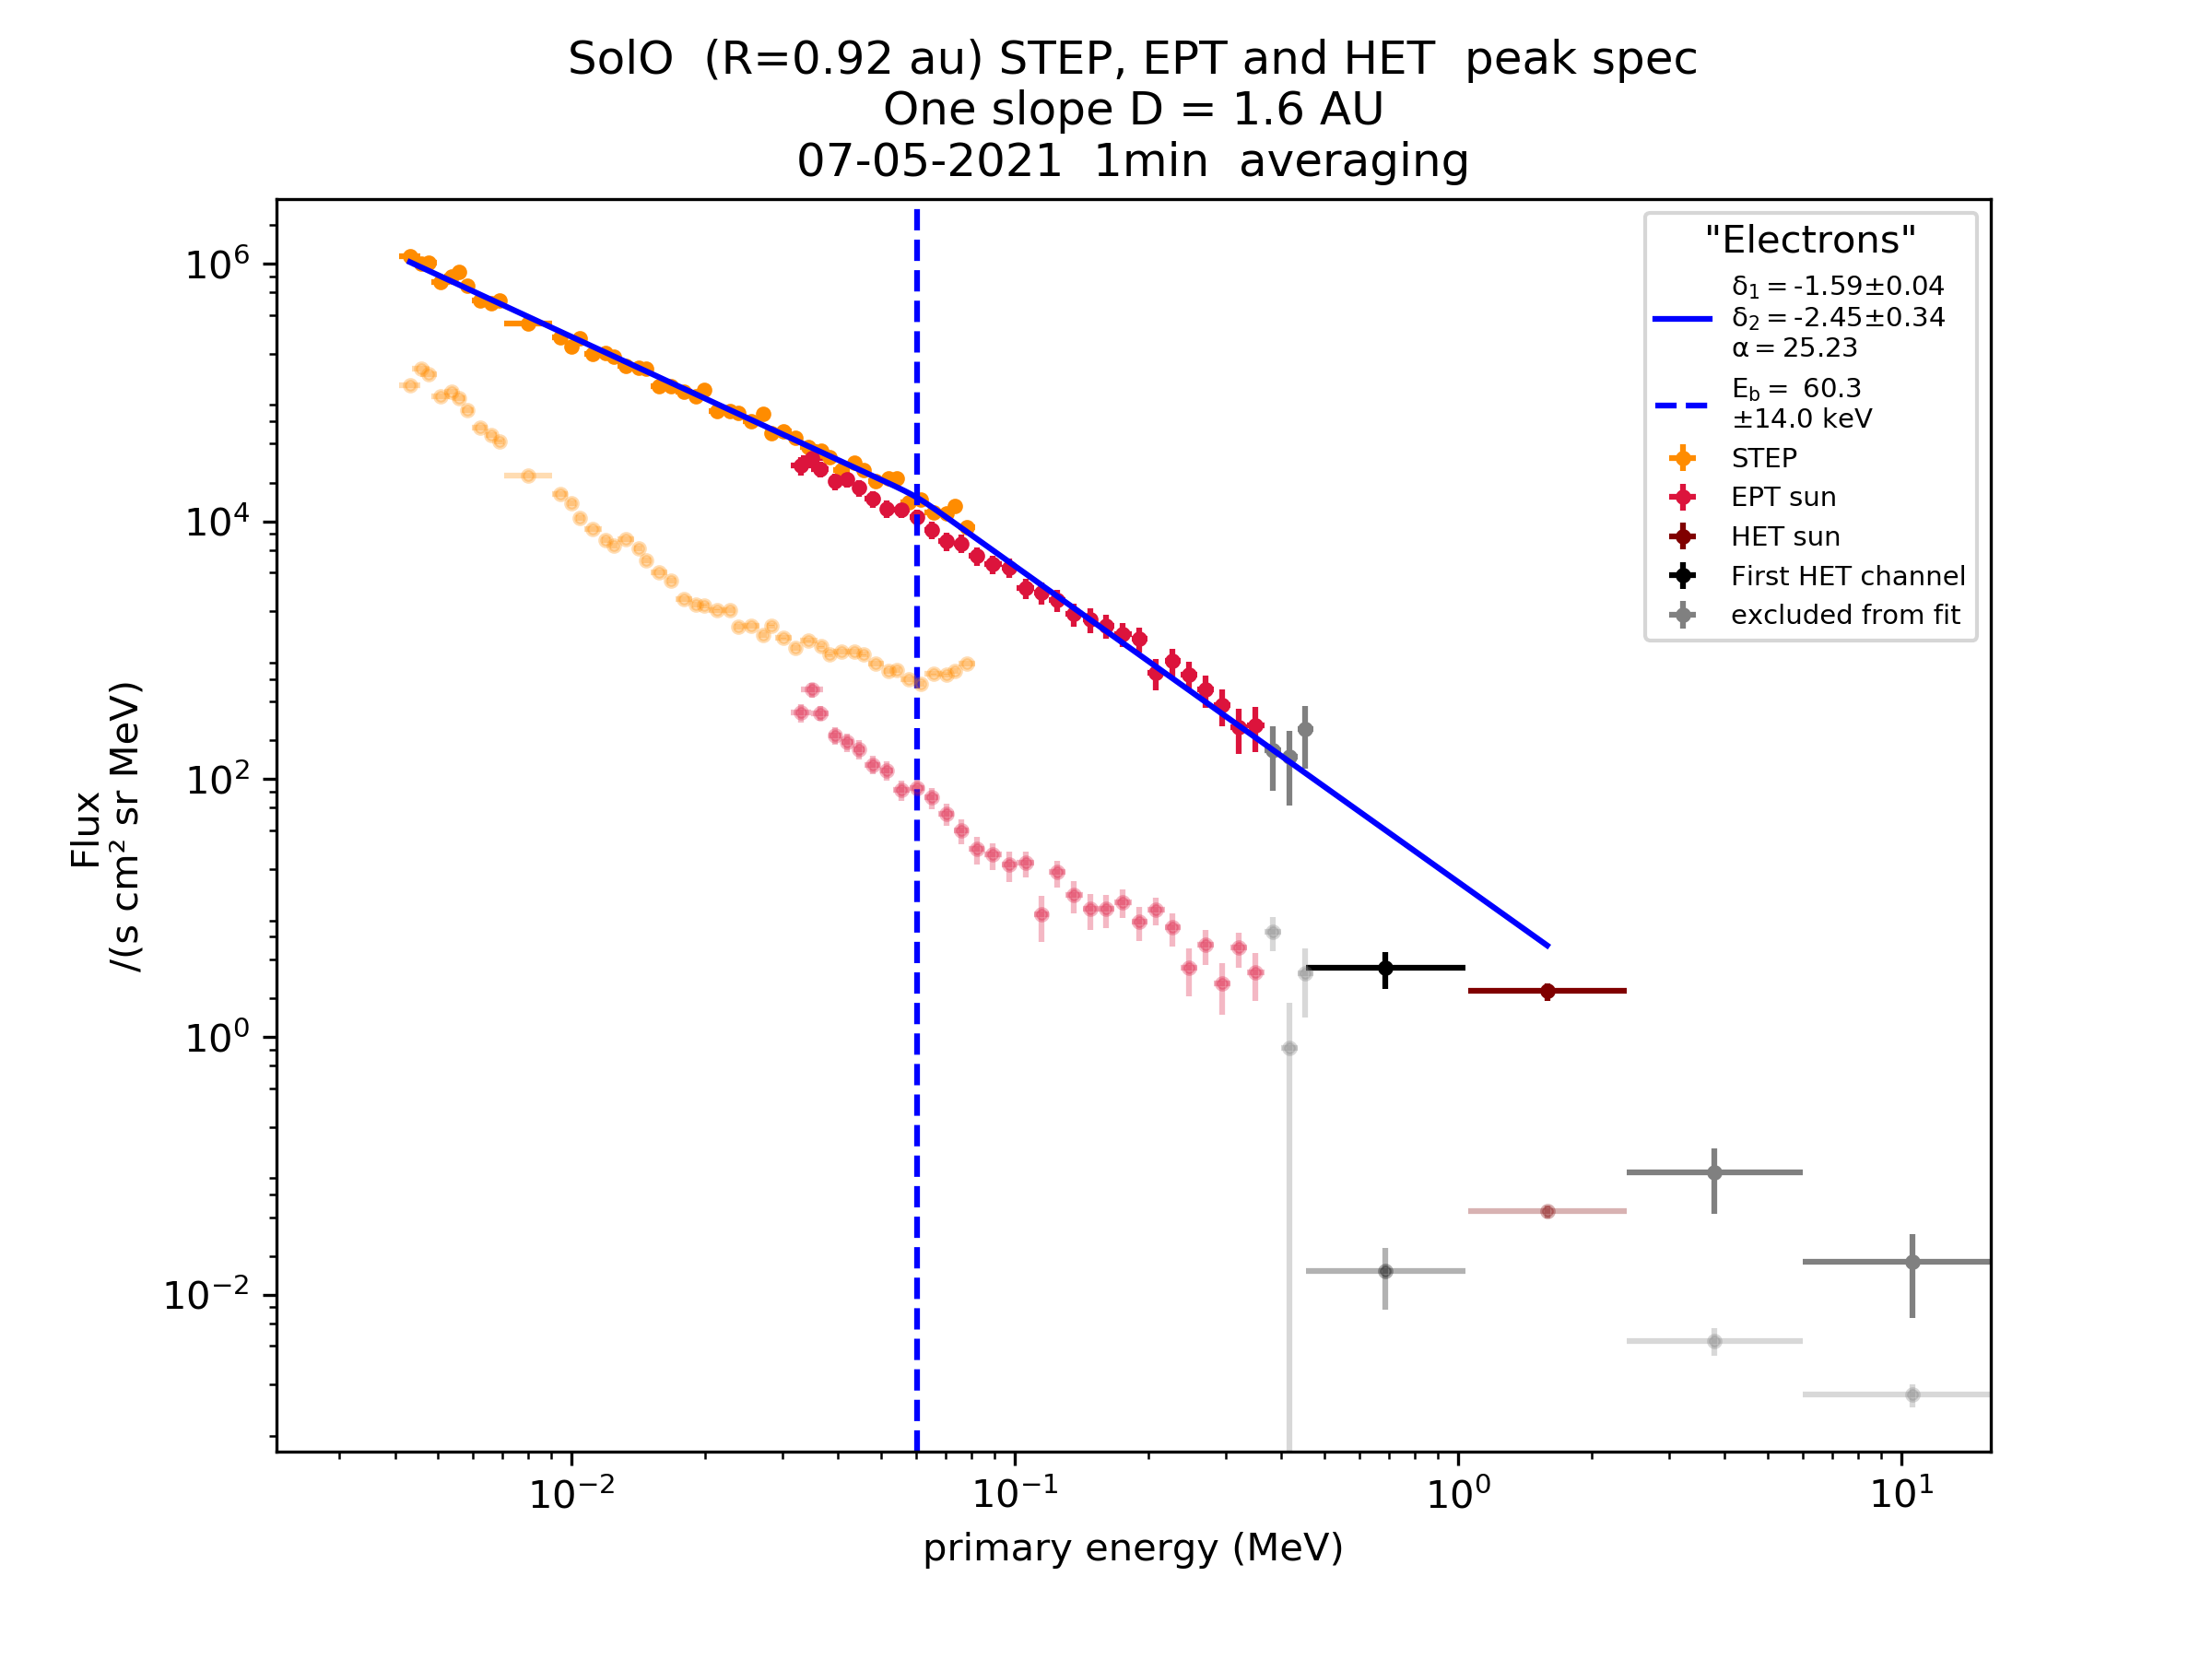 SolO (R=0.92 au) STEP, EPT and HET peak spec
One slope D = 1.6 AU
07-05-2021 1min averaging
"Electrons"
δ₁ = -1.59±0.04
δ₂ = -2.45±0.34
α = 25.23
E_b = 60.3
±14.0 keV
STEP
EPT sun
HET sun
First HET channel
excluded from fit
Flux
/(s cm² sr MeV)
10⁶
10⁴
10²
10⁰
10⁻²
10⁻² 10⁻¹ 10⁰ 10¹
primary energy (MeV)